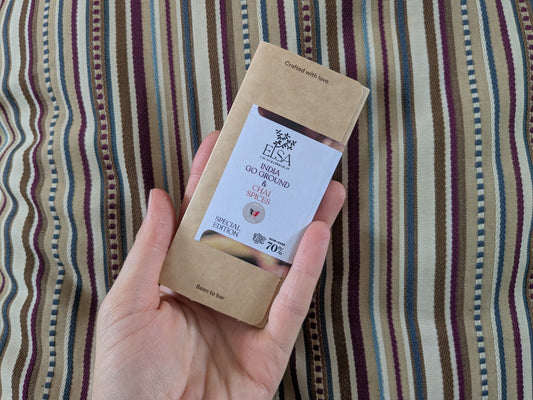 Crafted with love
ELSA
INDIA
GO GROUND
&
CHAI
SPICES
SPECIAL
EDITION
70%
Bean to bar